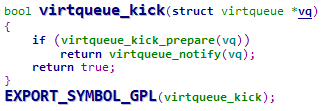 bool virtqueue_kick(struct virtqueue *vq)
{
    if (virtqueue_kick_prepare(vq))
        return virtqueue_notify(vq);
    return true;
}
EXPORT_SYMBOL_GPL(virtqueue_kick);